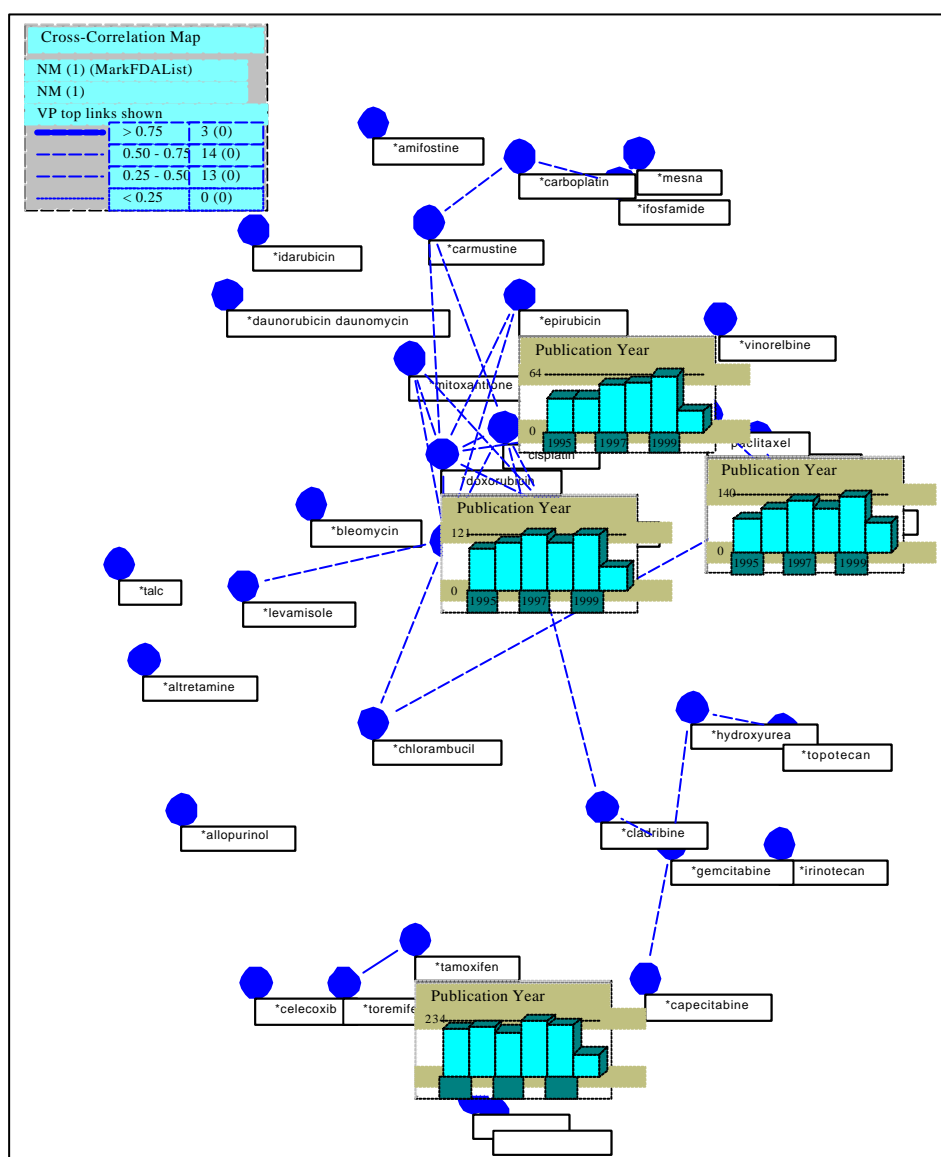 Cross-Correlation Map
NM (1) (MarkFDAList)
NM (1)
VP top links shown
> 0.75 3 (0)
0.50 - 0.75 14 (0)
0.25 - 0.50 13 (0)
< 0.25 0 (0)
*amifostine
*carboplatin
*mesna
*ifosfamide
*idarubicin
*carmustine
*daunorubicin daunomycin
*epirubicin
*vinorelbine
Publication Year
64
0
1995 1997 1999
*mitoxantrone
paclitaxel
*cisplatin
*doxorubicin
Publication Year
140
0
1995 1997 1999
Publication Year
121
0
1995 1997 1999
*bleomycin
*talc
*levamisole
*altretamine
*chlorambucil
*hydroxyurea
*topotecan
*allopurinol
*cladribine
*gemcitabine
*irinotecan
*tamoxifen
*celecoxib
*toremife
*capecitabine
Publication Year
234